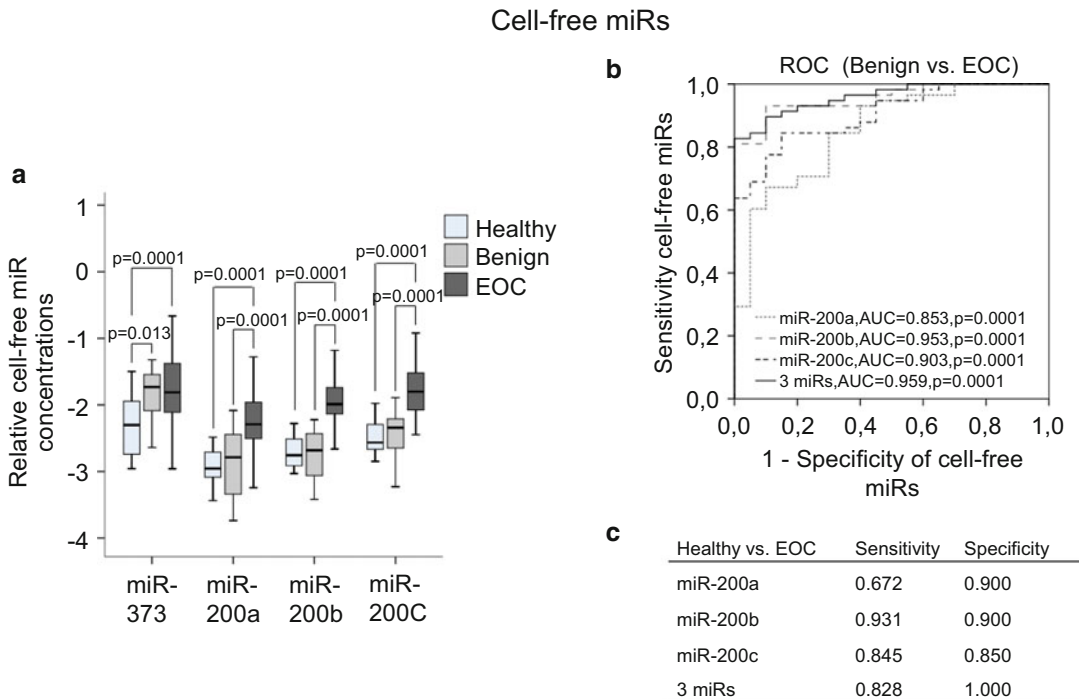 Cell-free miRs
a
Relative cell-free miR
concentrations
1
0
-1
-2
-3
-4
p=0.0001
p=0.013
p=0.0001
p=0.0001
p=0.0001
p=0.0001
p=0.0001
p=0.0001
Healthy
Benign
EOC
miR-
373
miR-
200a
miR-
200b
miR-
200C
b
ROC (Benign vs. EOC)
Sensitivity cell-free miRs
1,0
0,8
0,6
0,4
0,2
0,0
miR-200a,AUC=0.853,p=0.0001
miR-200b,AUC=0.953,p=0.0001
miR-200c,AUC=0.903,p=0.0001
3 miRs,AUC=0.959,p=0.0001
0,0 0,2 0,4 0,6 0,8 1,0
1 - Specificity of cell-free
miRs
c
Healthy vs. EOC Sensitivity Specificity
miR-200a 0.672 0.900
miR-200b 0.931 0.900
miR-200c 0.845 0.850
3 miRs 0.828 1.000